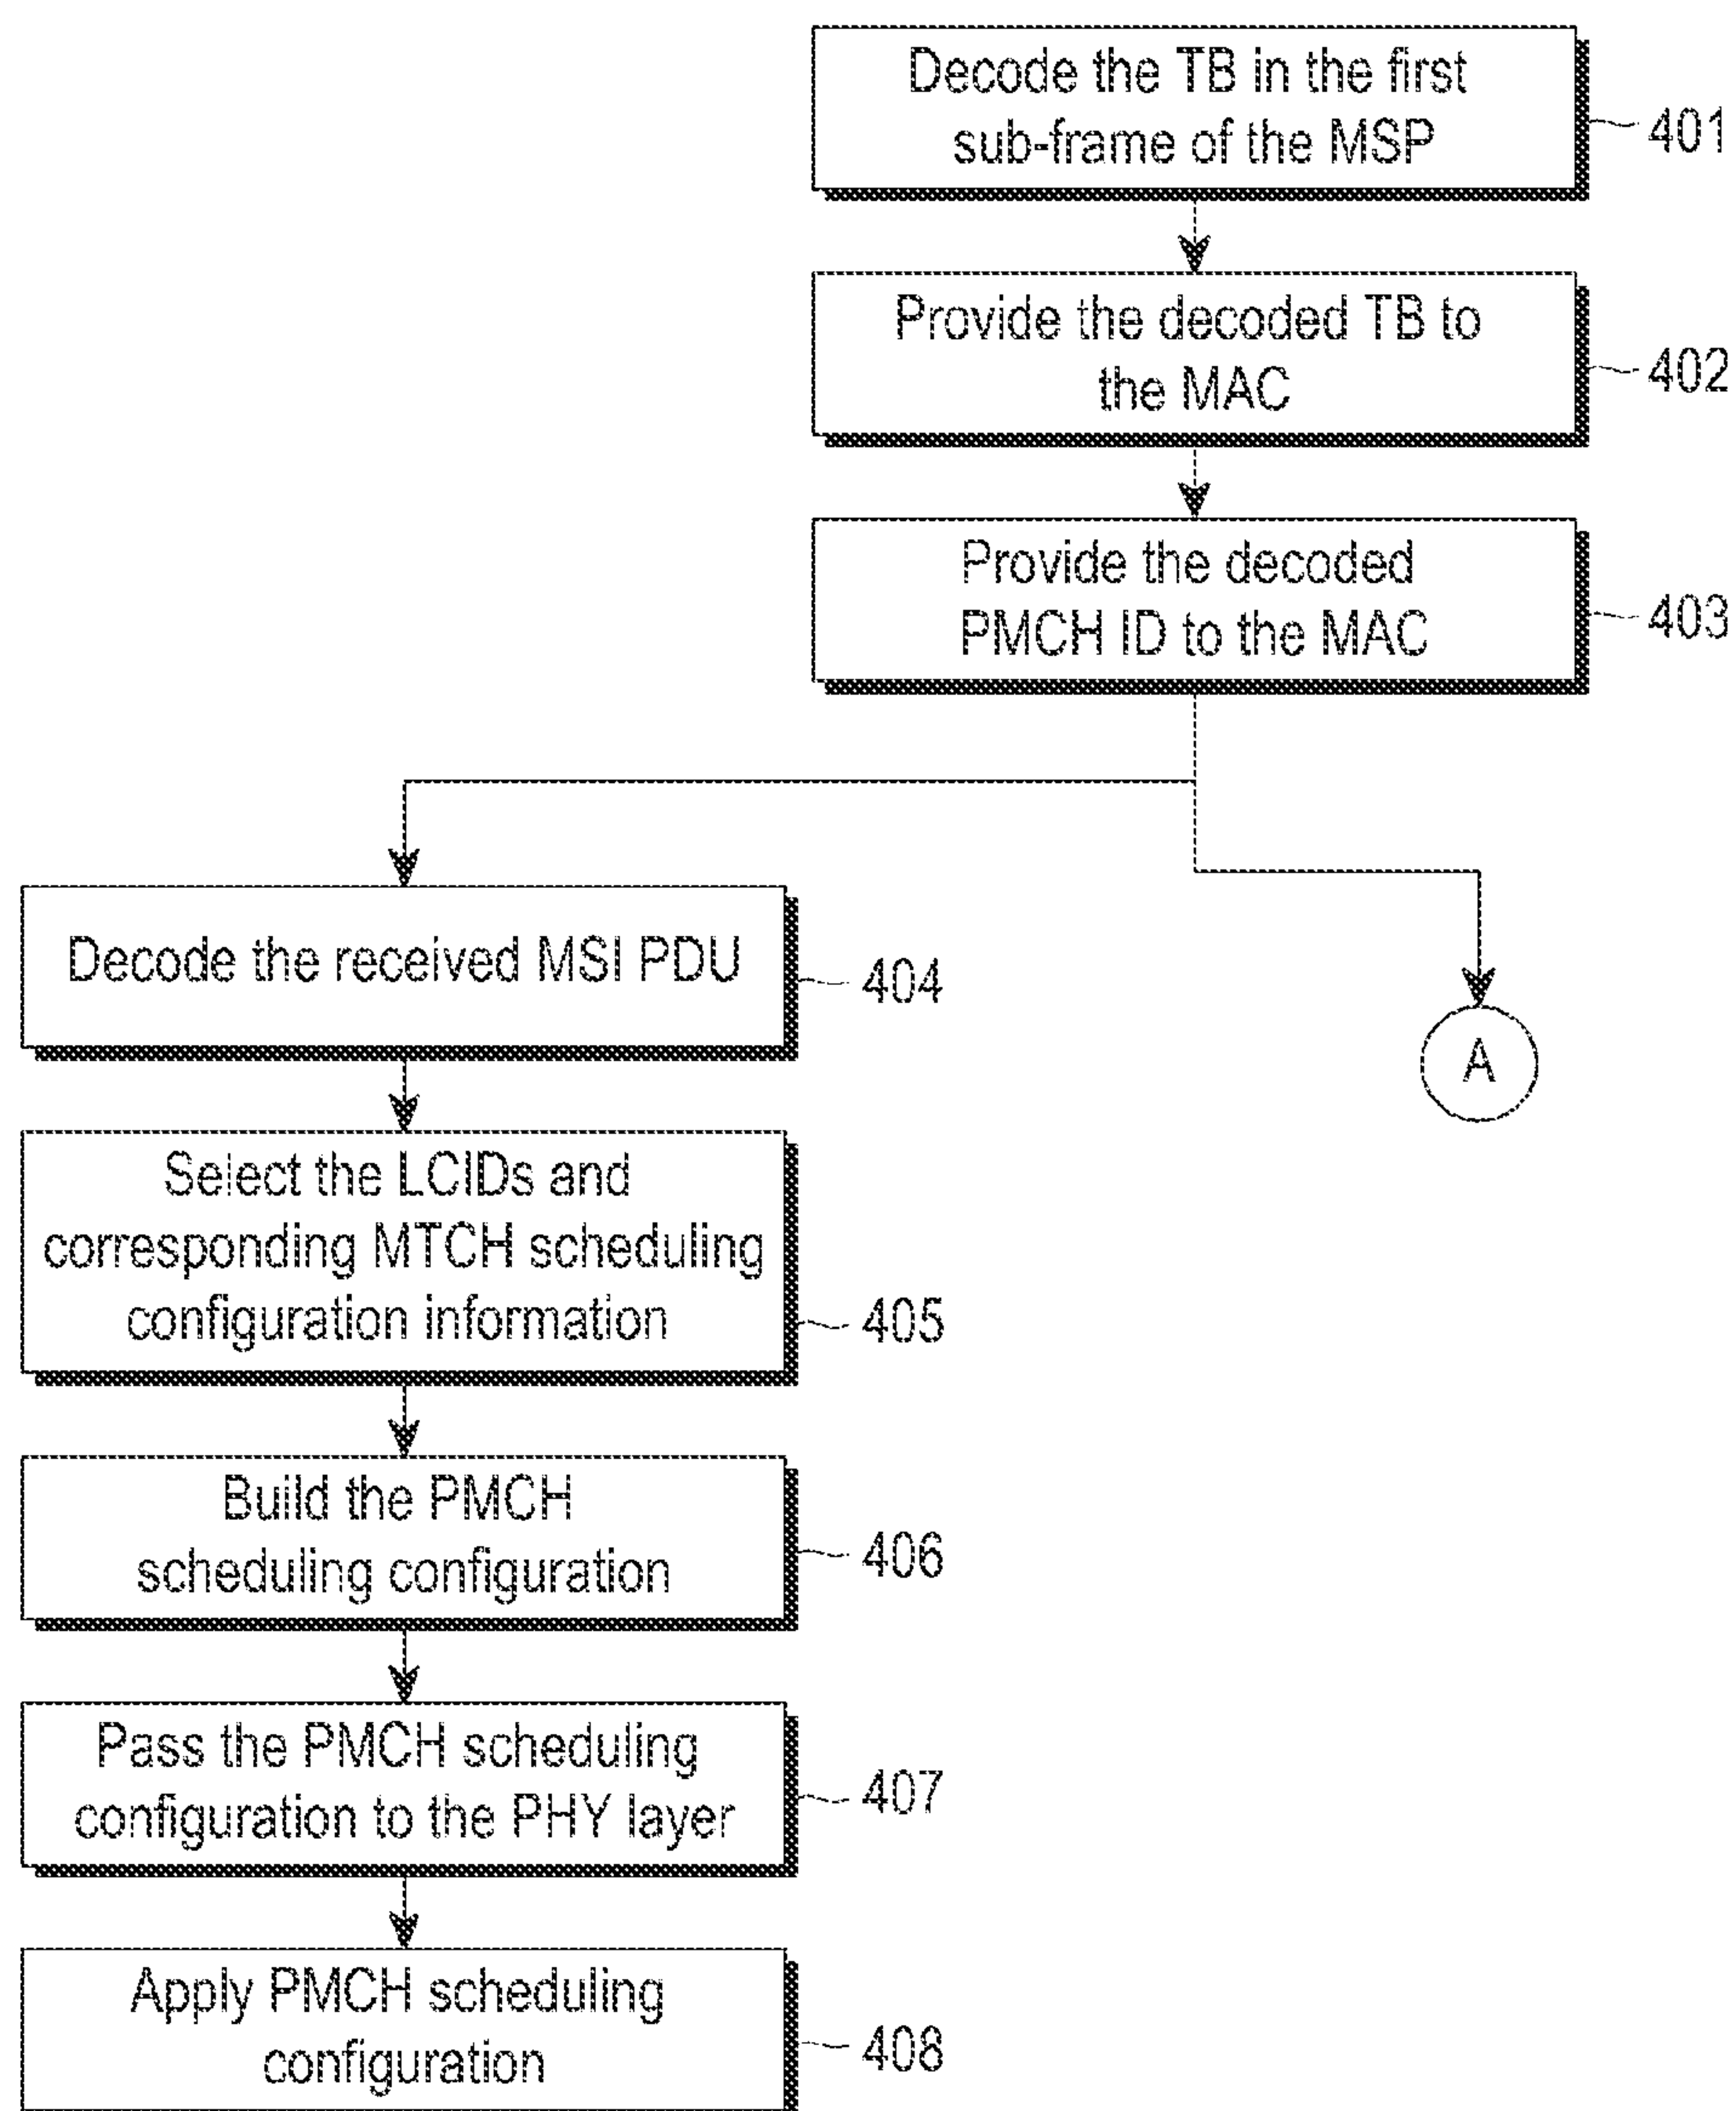 Decode the TB in the first
sub-frame of the MSP
401
Provide the decoded TB to
the MAC
402
Provide the decoded
PMCH ID to the MAC
403
Decode the received MSI PDU
404
A
Select the LCIDs and
corresponding MTCH scheduling
configuration information
405
Build the PMCH
scheduling configuration
406
Pass the PMCH scheduling
configuration to the PHY layer
407
Apply PMCH scheduling
configuration
408